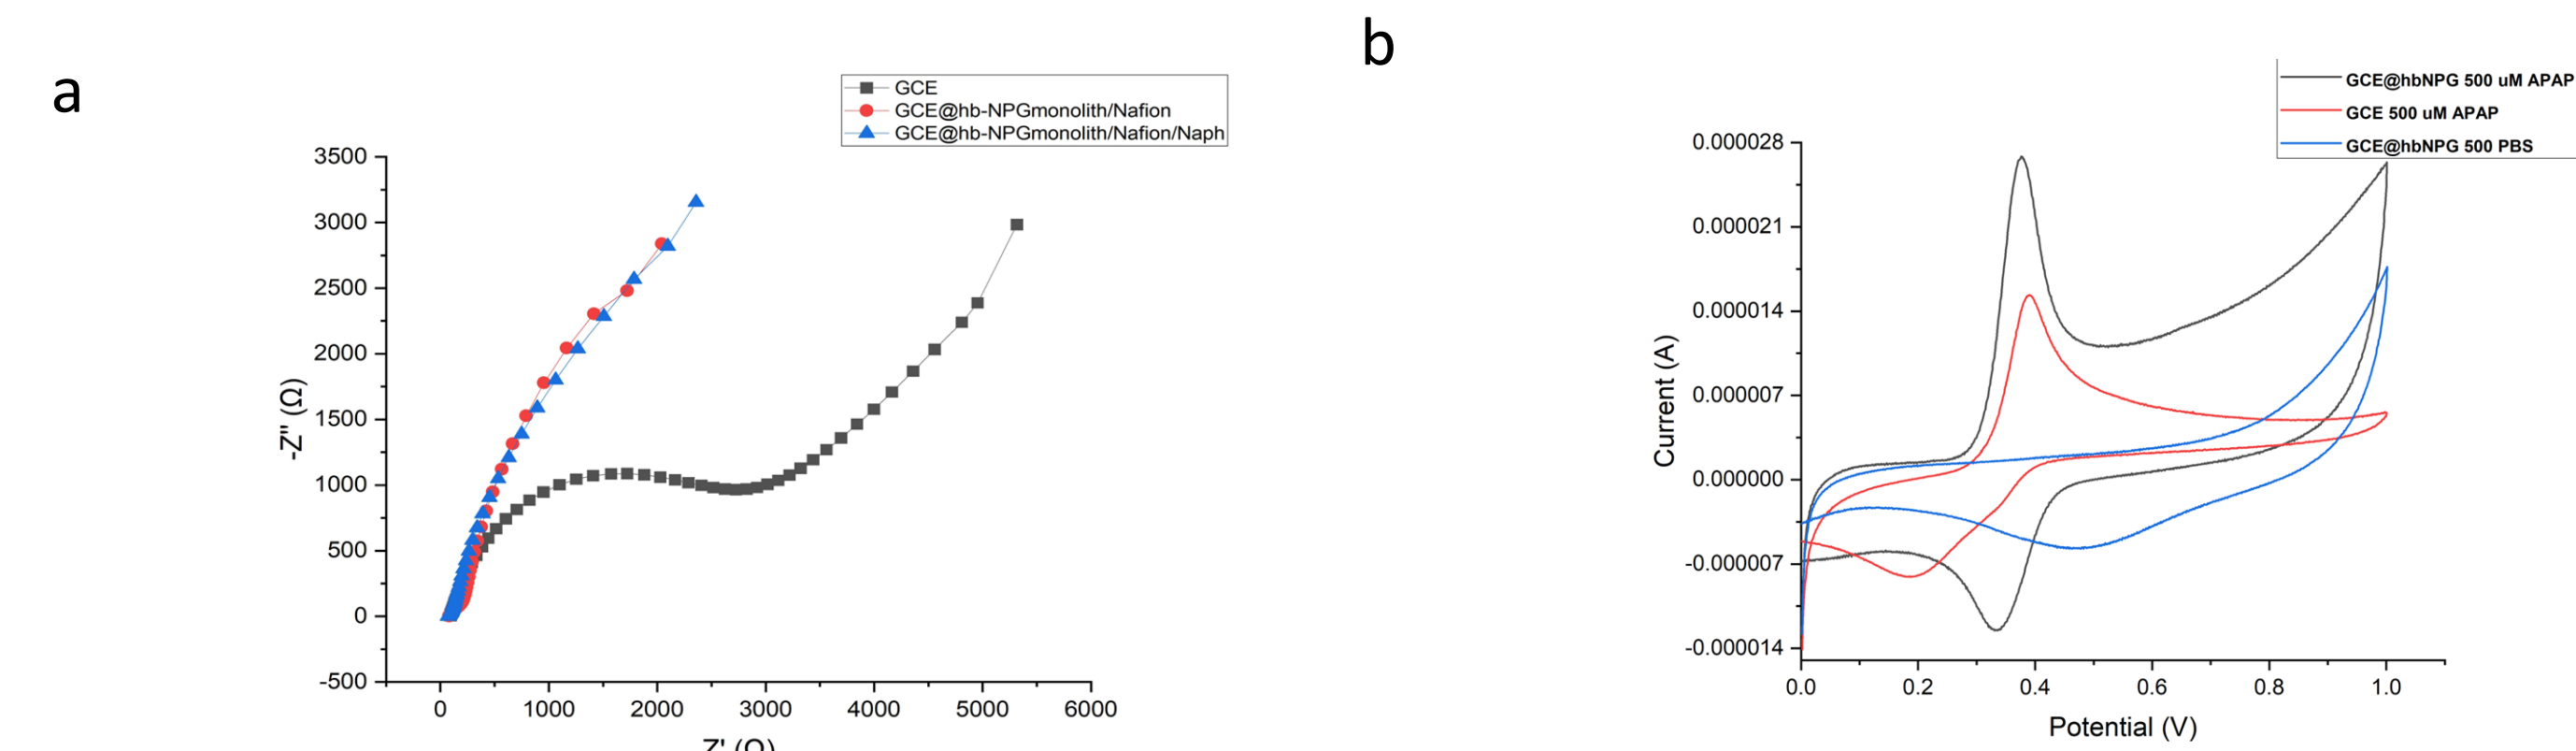 a
GCE
GCE@hb-NPGmonolith/Nafion
GCE@hb-NPGmonolith/Nafion/Naph
3500
3000
2500
2000
1500
1000
500
0
-500
-Z" (Ω)
0 1000 2000 3000 4000 5000 6000
Z' (Ω)
b
GCE@hbNPG 500 uM APAP
GCE 500 uM APAP
GCE@hbNPG 500 PBS
0.000028
0.000021
0.000014
0.000007
0.000000
-0.000007
-0.000014
Current (A)
0.0 0.2 0.4 0.6 0.8 1.0
Potential (V)